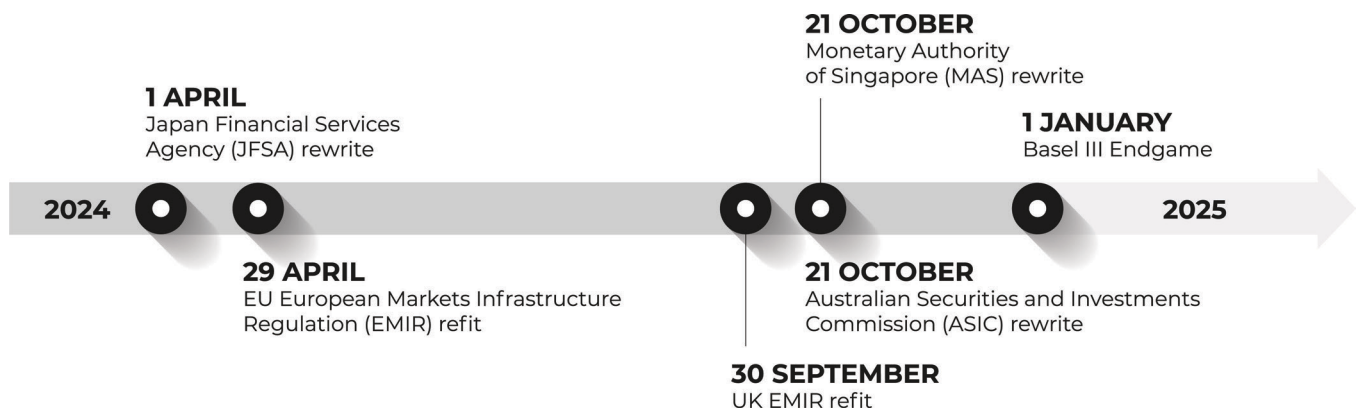 21 OCTOBER
Monetary Authority
of Singapore (MAS) rewrite
1 APRIL
Japan Financial Services
Agency (JFSA) rewrite
1 JANUARY
Basel III Endgame
2024
2025
29 APRIL
EU European Markets Infrastructure
Regulation (EMIR) refit
21 OCTOBER
Australian Securities and Investments
Commission (ASIC) rewrite
30 SEPTEMBER
UK EMIR refit